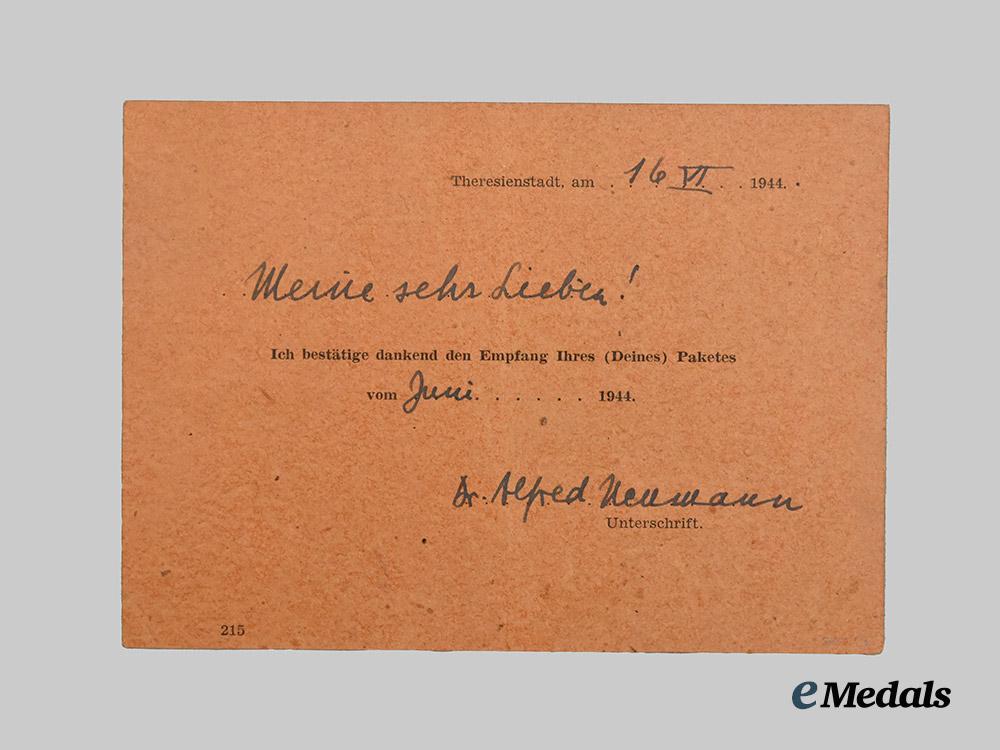 Theresienstadt, am . 16 VI . . 1944.
Meine sehr Lieben!
Ich bestätige dankend den Empfang Ihres (Deines) Paketes
vom Juni . . . . . . 1944.
Dr. Alfred Neumann
Unterschrift.
215
eMedals